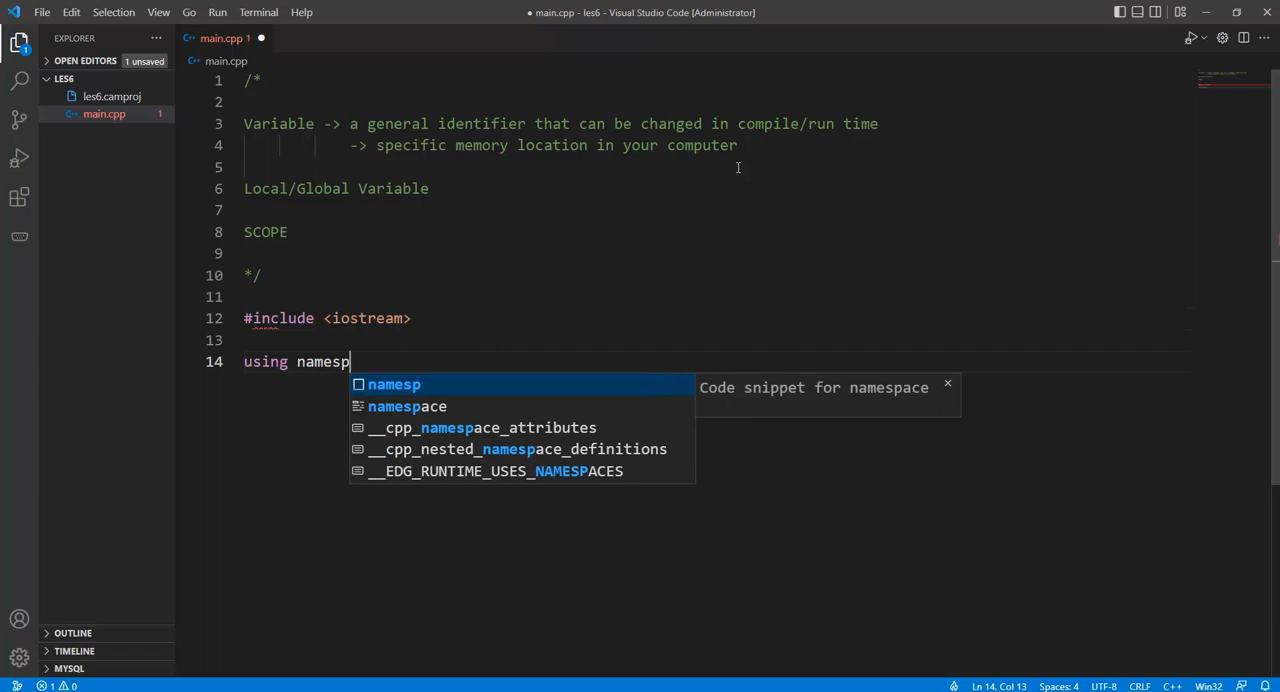 File Edit Selection View Go Run Terminal Help
● main.cpp - les6 - Visual Studio Code [Administrator]
EXPLORER
OPEN EDITORS 1 unsaved
LES6
les6.camproj
main.cpp 1
main.cpp 1
main.cpp
1 /*
2
3 Variable -> a general identifier that can be changed in compile/run time
4 -> specific memory location in your computer
5
6 Local/Global Variable
7
8 SCOPE
9
10 */
11
12 #include <iostream>
13
14 using namesp
namesp
Code snippet for namespace
namespace
__cpp_namespace_attributes
__cpp_nested_namespace_definitions
__EDG_RUNTIME_USES_NAMESPACES
OUTLINE
TIMELINE
MYSQL
1 0
Ln 14, Col 13 Spaces: 4 UTF-8 CRLF C++ Win32